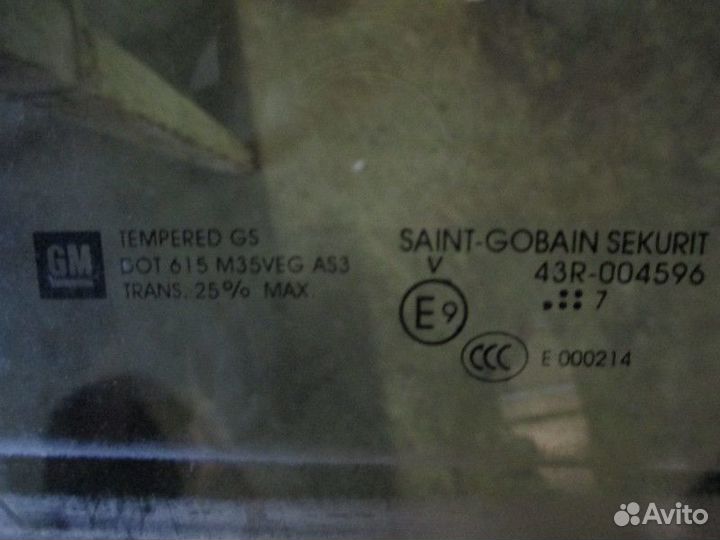 GM
TEMPERED GS
DOT 615 M35VEG AS3
TRANS. 25% MAX.
SAINT-GOBAIN SEKURIT
V
43R-004596
E9
.:: 7
CCC
E 000214
Avito